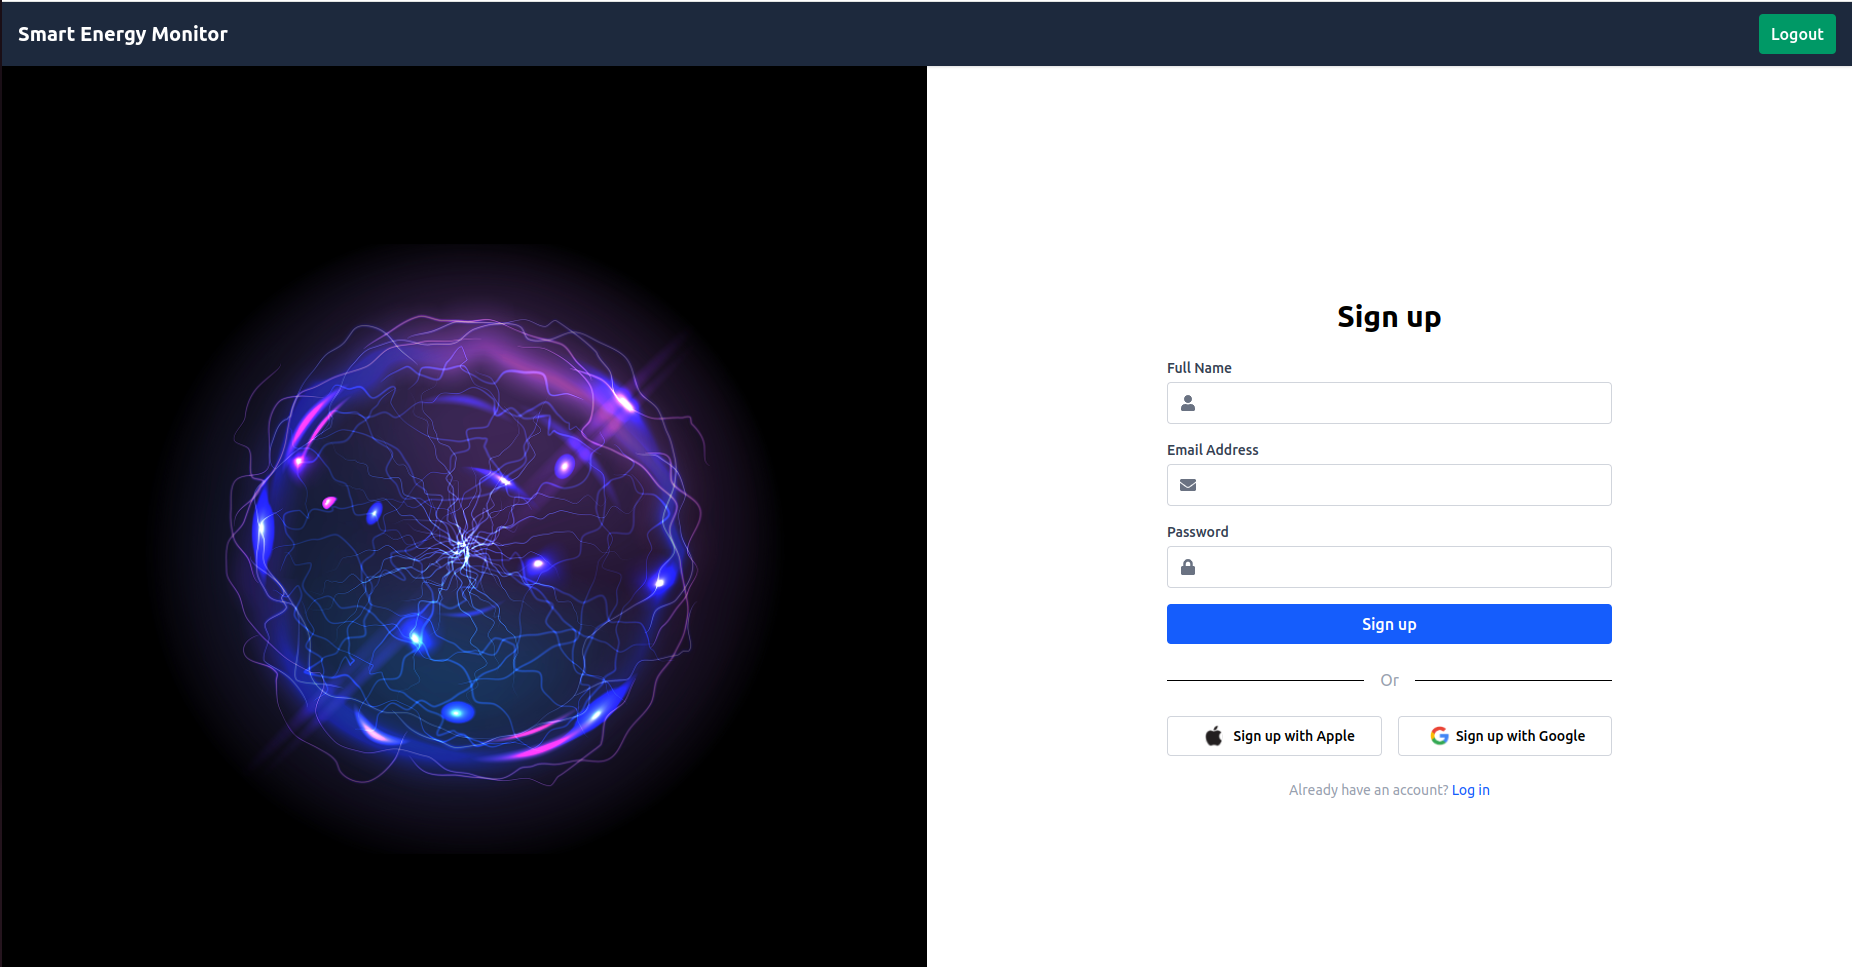 Smart Energy Monitor
Logout
Sign up
Full Name
Email Address
Password
Sign up
Or
Sign up with Apple
Sign up with Google
Already have an account? Log in